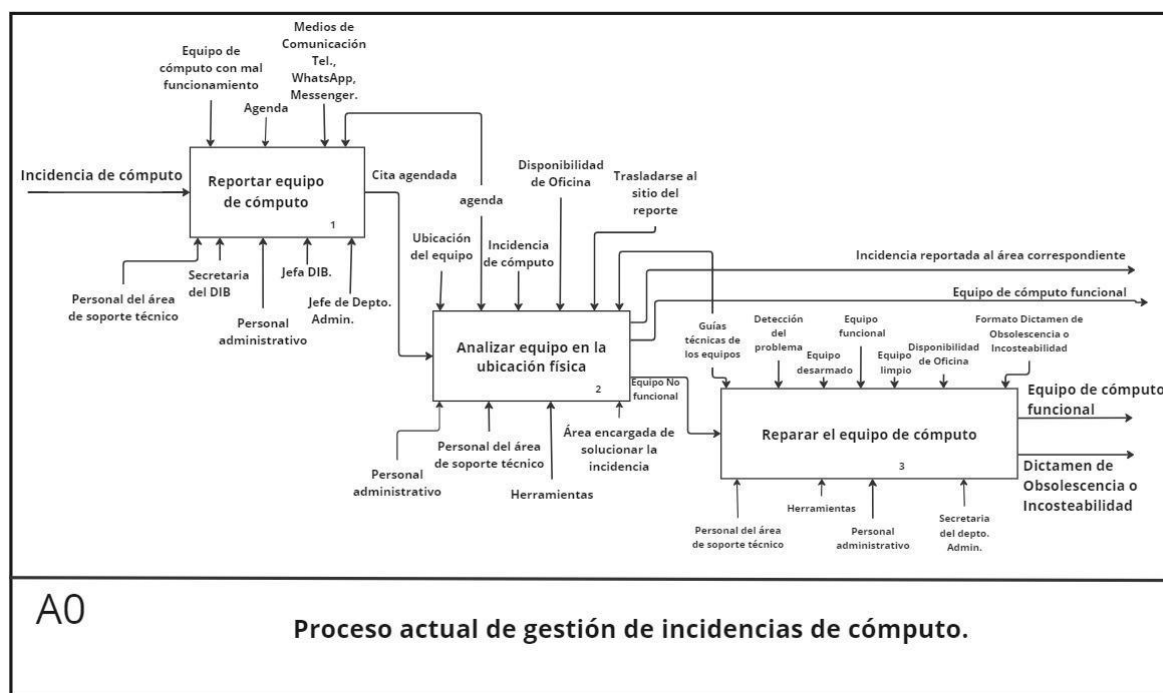 Equipo de
cómputo con mal
funcionamiento
Agenda
Medios de
Comunicación
Tel.,
WhatsApp,
Messenger.
Incidencia de cómputo
Reportar equipo
de cómputo
1
Cita agendada
agenda
Personal del área
de soporte técnico
Secretaria
del DIB
Personal
administrativo
Jefa DIB.
Jefe de Depto.
Admin.
Ubicación
del equipo
Incidencia
de cómputo
Disponibilidad
de Oficina
Trasladarse al
sitio del
reporte
Analizar equipo en la
ubicación física
2
Incidencia reportada al área correspondiente
Equipo de cómputo funcional
Equipo No
funcional
Personal
administrativo
Personal del área
de soporte técnico
Herramientas
Área encargada de
solucionar la
incidencia
Guías
técnicas de
los equipos
Detección
del
problema
Equipo
desarmado
Equipo
funcional
Equipo
limpio
Disponibilidad
de Oficina
Formato Dictamen de
Obsolescencia o
Incosteabilidad
Reparar el equipo de cómputo
3
Equipo de cómputo
funcional
Dictamen de
Obsolescencia o
Incosteabilidad
Personal del área
de soporte técnico
Herramientas
Personal
administrativo
Secretaria
del depto.
Admin.
A0
Proceso actual de gestión de incidencias de cómputo.